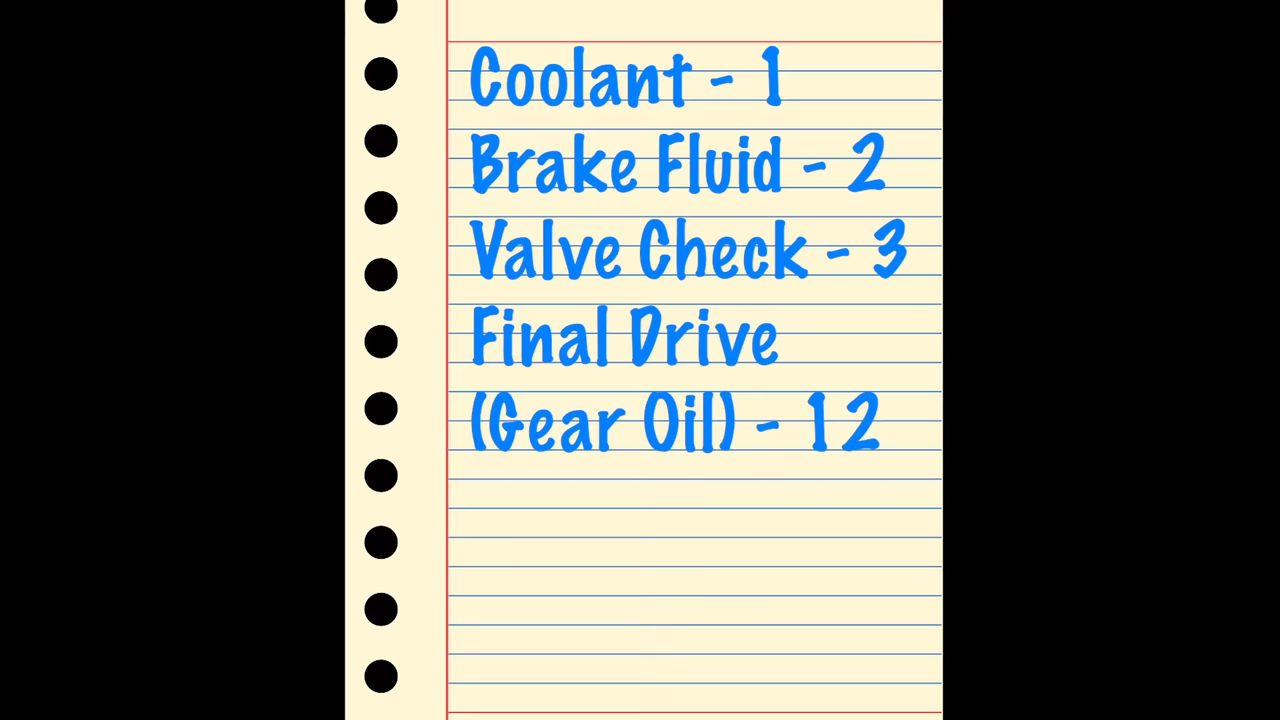 Coolant - 1
Brake Fluid - 2
Valve Check - 3
Final Drive
(Gear Oil) - 12